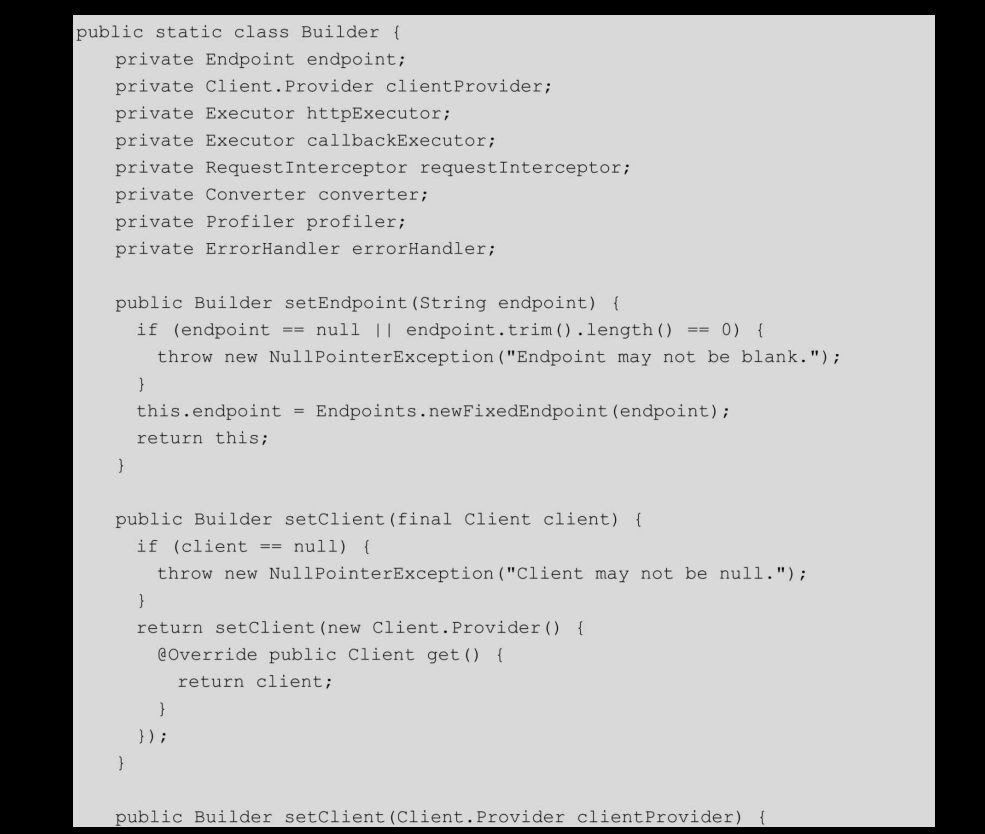 public static class Builder {
private Endpoint endpoint;
private Client.Provider clientProvider;
private Executor httpExecutor;
private Executor callbackExecutor;
private RequestInterceptor requestInterceptor;
private Converter converter;
private Profiler profiler;
private ErrorHandler errorHandler;
public Builder setEndpoint(String endpoint) {
if (endpoint == null || endpoint.trim().length() == 0) {
throw new NullPointerException("Endpoint may not be blank.");
}
this.endpoint = Endpoints.newFixedEndpoint(endpoint);
return this;
}
public Builder setClient(final Client client) {
if (client == null) {
throw new NullPointerException("Client may not be null.");
}
return setClient(new Client.Provider() {
@Override public Client get() {
return client;
}
});
}
public Builder setClient(Client.Provider clientProvider) {